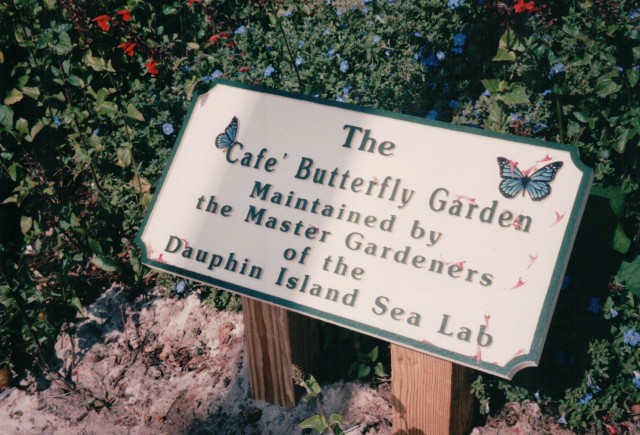 The
Cafe' Butterfly Garden
Maintained by
the Master Gardeners
of the
Dauphin Island Sea Lab